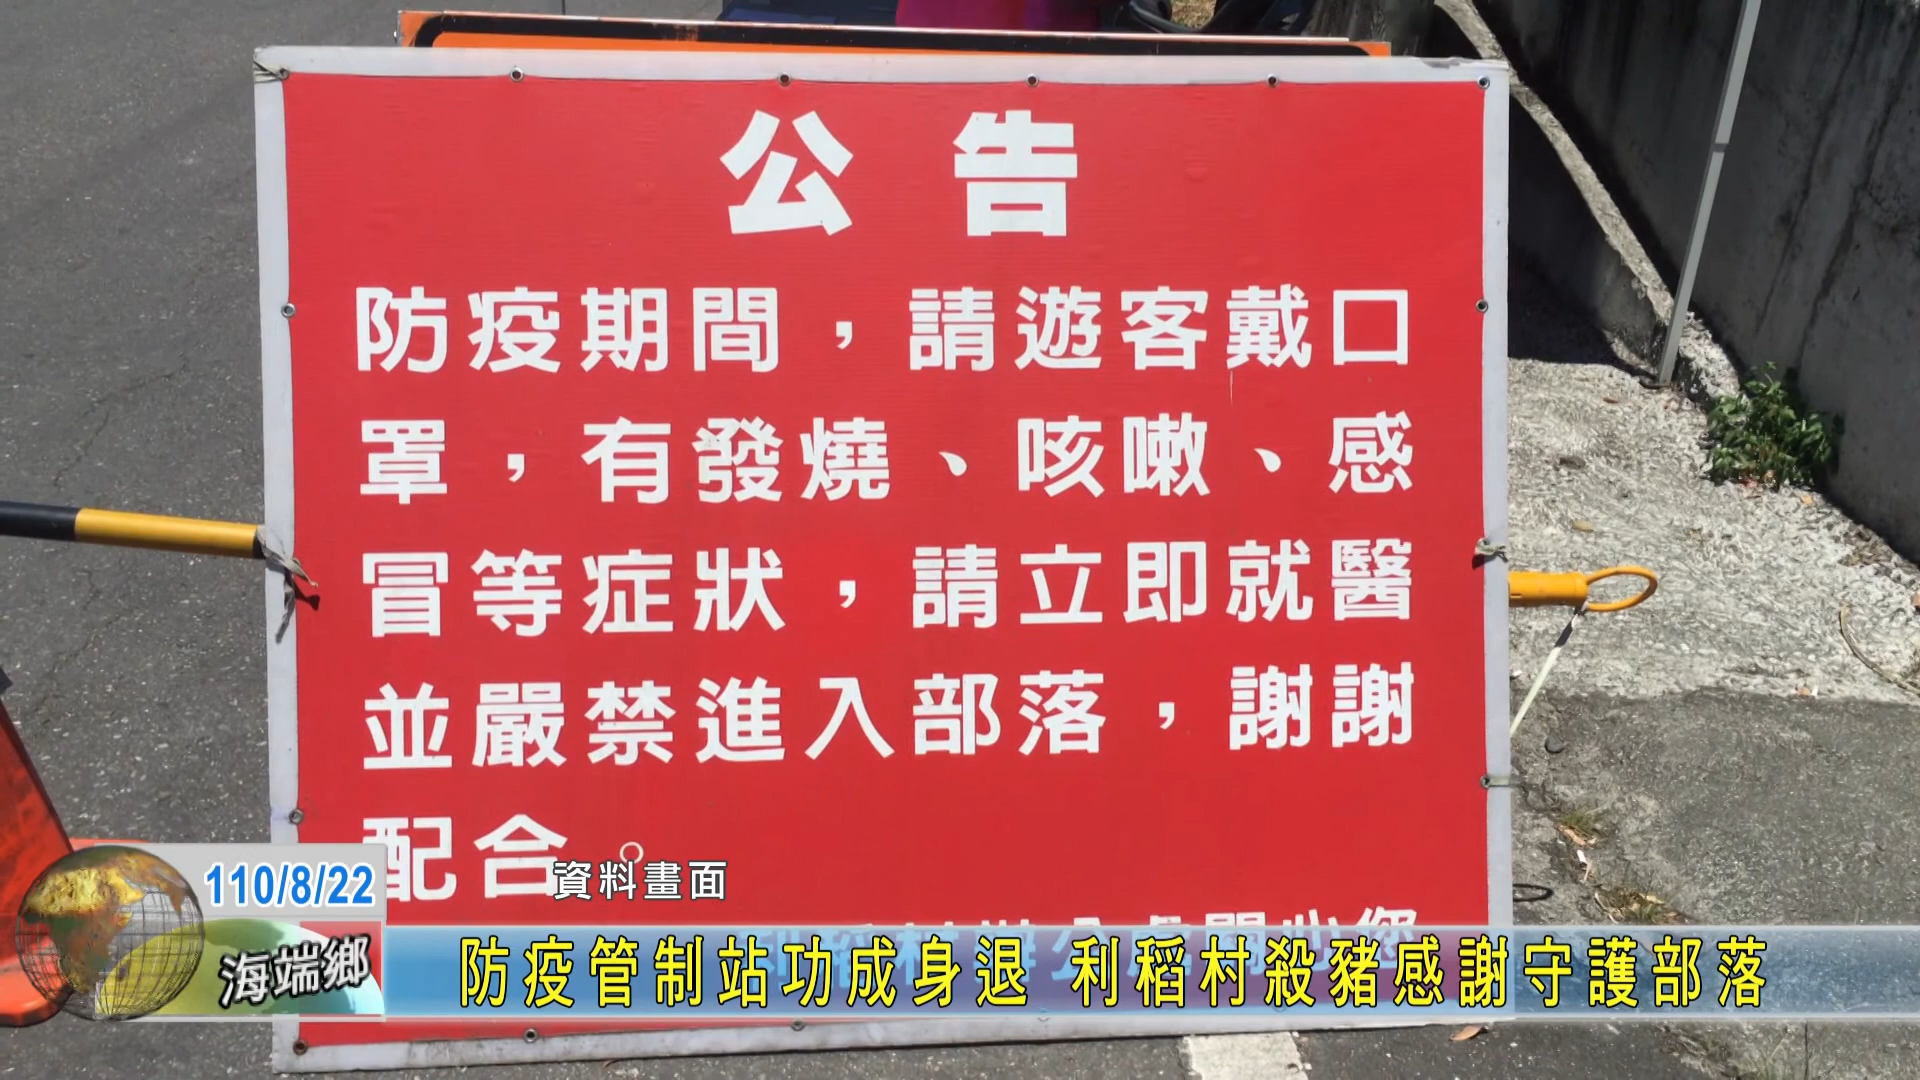 公告
防疫期間，請遊客戴口
罩，有發燒、咳嗽、感
冒等症狀，請立即就醫
並嚴禁進入部落，謝謝
配合。
資料畫面
110/8/22
海端鄉
防疫管制站功成身退 利稻村殺豬感謝守護部落